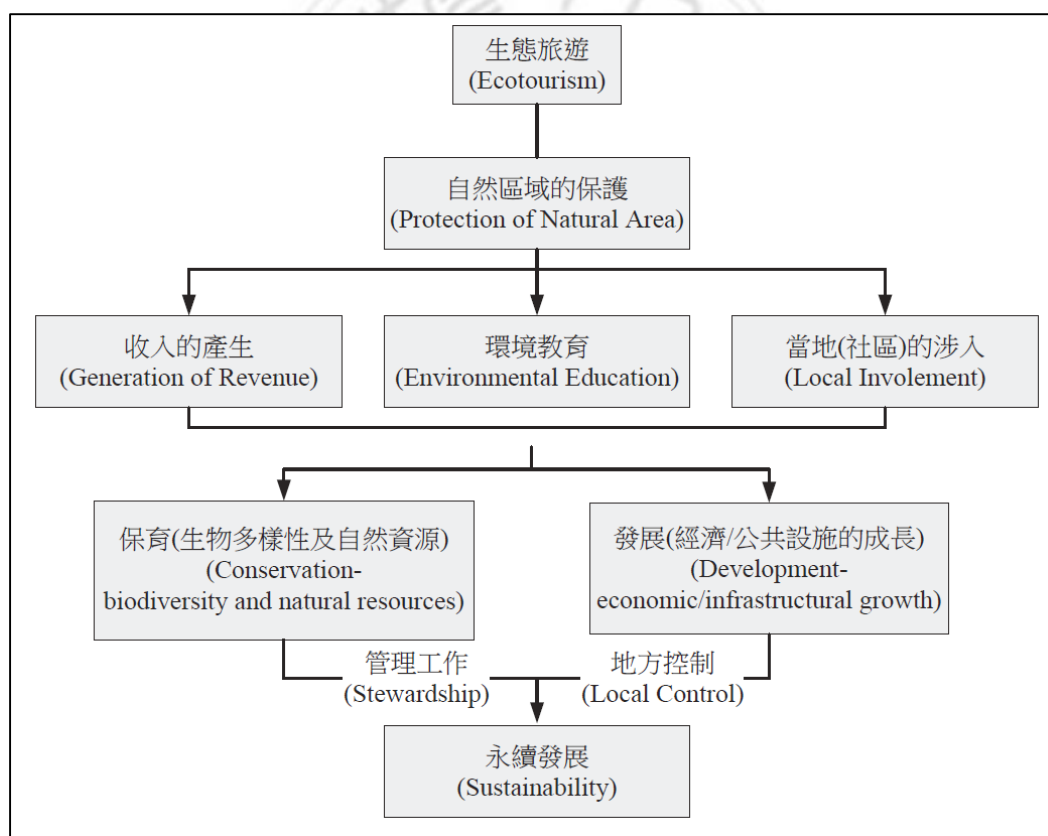 生態旅遊
(Ecotourism)
自然區域的保護
(Protection of Natural Area)
收入的產生
(Generation of Revenue)
環境教育
(Environmental Education)
當地(社區)的涉入
(Local Involement)
保育(生物多樣性及自然資源)
(Conservation-
biodiversity and natural resources)
發展(經濟/公共設施的成長)
(Development-
economic/infrastructural growth)
管理工作
(Stewardship)
地方控制
(Local Control)
永續發展
(Sustainability)